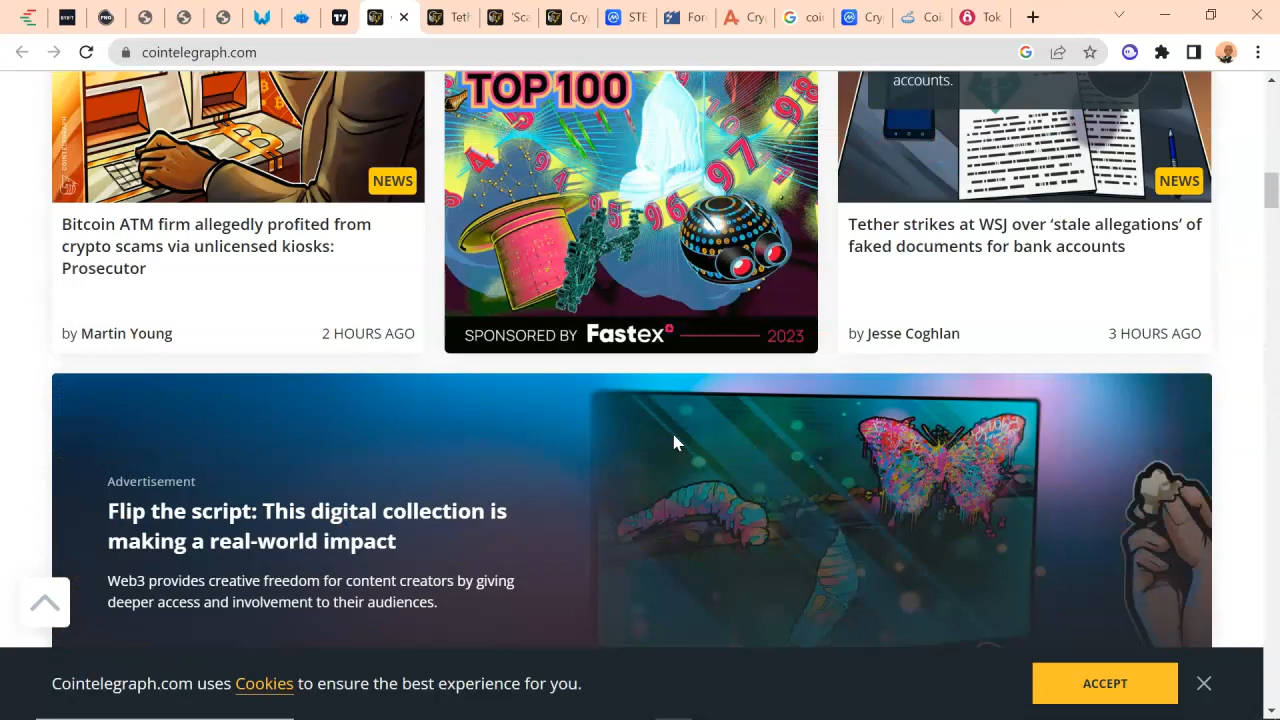 STE
For
Cry
coin
Cry
Coi
Tok
cointelegraph.com
TOP 100
accounts.
NEWS
NEWS
Bitcoin ATM firm allegedly profited from
crypto scams via unlicensed kiosks:
Prosecutor
by Martin Young
2 HOURS AGO
SPONSORED BY Fastex
2023
Tether strikes at WSJ over ‘stale allegations’ of
faked documents for bank accounts
by Jesse Coghlan
3 HOURS AGO
Advertisement
Flip the script: This digital collection is
making a real-world impact
Web3 provides creative freedom for content creators by giving
deeper access and involvement to their audiences.
Cointelegraph.com uses Cookies to ensure the best experience for you.
ACCEPT